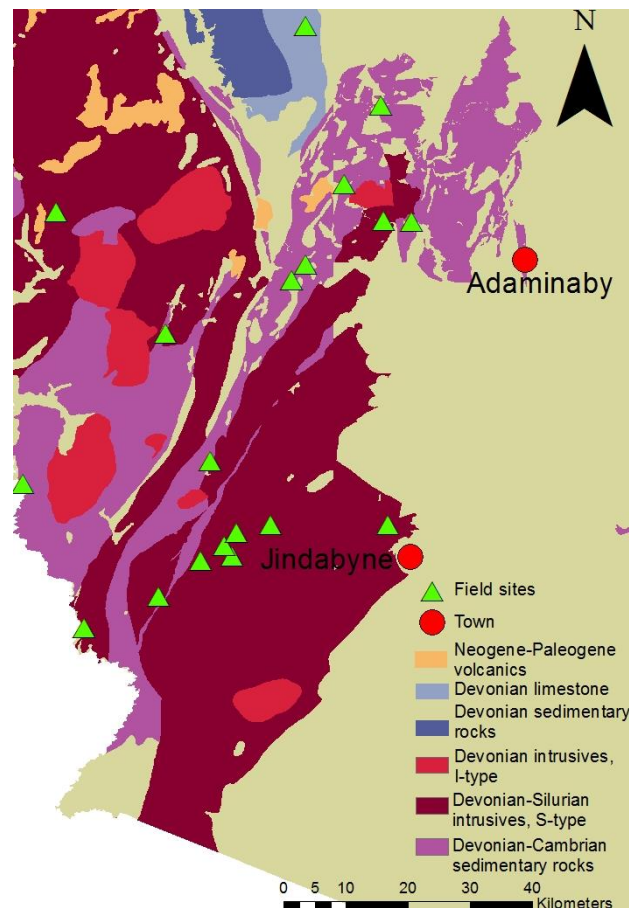 N
Adaminaby
Jindabyne
Field sites
Town
Neogene-Paleogene
volcanics
Devonian limestone
Devonian sedimentary
rocks
Devonian intrusives,
I-type
Devonian-Silurian
intrusives, S-type
Devonian-Cambrian
sedimentary rocks
0 5 10 20 30 40
Kilometers